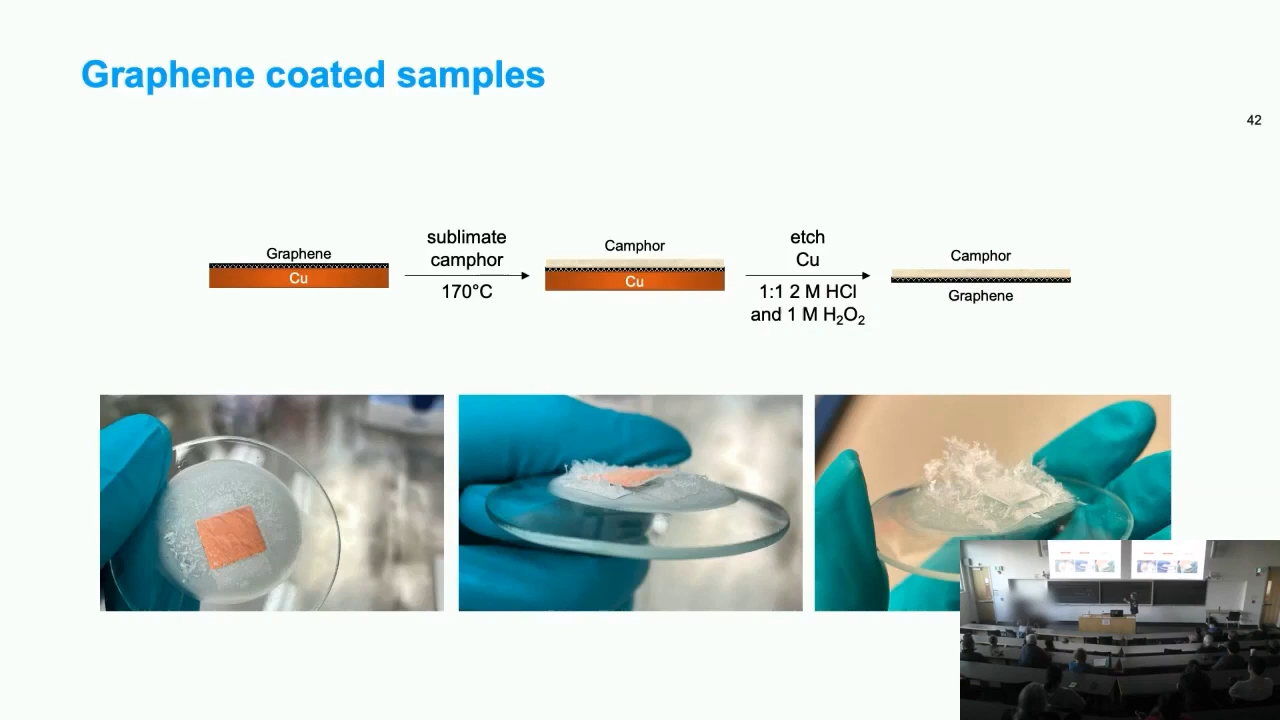 Graphene coated samples
42
Graphene
Cu
sublimate
camphor
170°C
Camphor
Cu
etch
Cu
1:1 2 M HCl
and 1 M H₂O₂
Camphor
Graphene